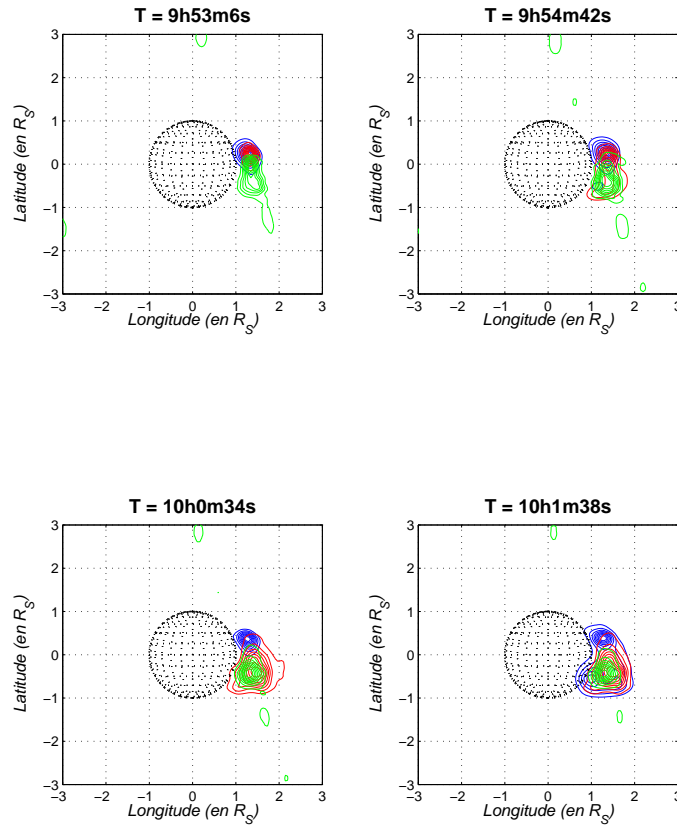 T = 9h53m6s
T = 9h54m42s
Latitude (en R_S)
3
2
1
0
−1
−2
−3
−3 −2 −1 0 1 2 3
Longitude (en R_S)
Latitude (en R_S)
3
2
1
0
−1
−2
−3
−3 −2 −1 0 1 2 3
Longitude (en R_S)
T = 10h0m34s
T = 10h1m38s
Latitude (en R_S)
3
2
1
0
−1
−2
−3
−3 −2 −1 0 1 2 3
Longitude (en R_S)
Latitude (en R_S)
3
2
1
0
−1
−2
−3
−3 −2 −1 0 1 2 3
Longitude (en R_S)